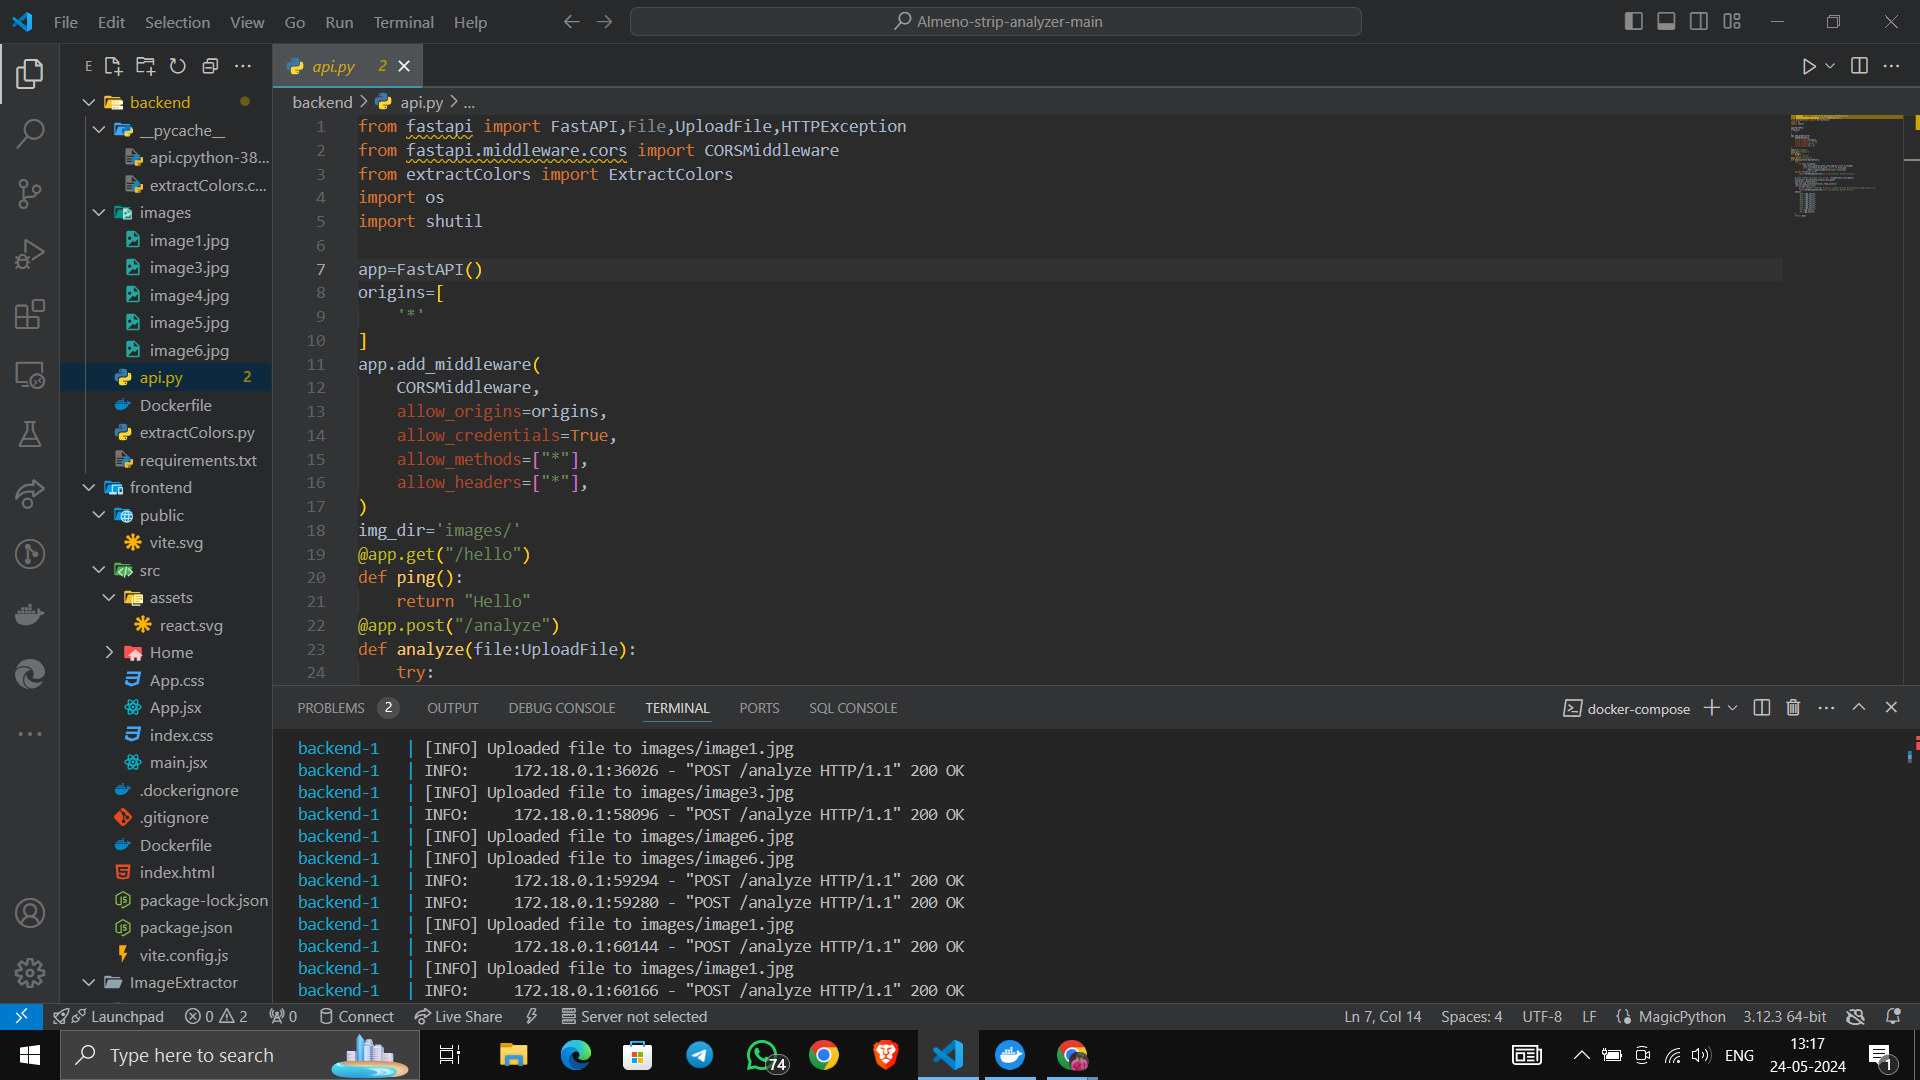 File Edit Selection View Go Run Terminal Help
Almeno-strip-analyzer-main
E
api.py 2
backend
__pycache__
api.cpython-38...
extractColors.c...
images
image1.jpg
image3.jpg
image4.jpg
image5.jpg
image6.jpg
api.py 2
Dockerfile
extractColors.py
requirements.txt
frontend
public
vite.svg
src
assets
react.svg
Home
App.css
App.jsx
index.css
main.jsx
.dockerignore
.gitignore
Dockerfile
index.html
package-lock.json
package.json
vite.config.js
ImageExtractor
backend > api.py > ...
1 from fastapi import FastAPI,File,UploadFile,HTTPException
2 from fastapi.middleware.cors import CORSMiddleware
3 from extractColors import ExtractColors
4 import os
5 import shutil
6
7 app=FastAPI()
8 origins=[
9     '*'
10 ]
11 app.add_middleware(
12     CORSMiddleware,
13     allow_origins=origins,
14     allow_credentials=True,
15     allow_methods=["*"],
16     allow_headers=["*"],
17 )
18 img_dir='images/'
19 @app.get("/hello")
20 def ping():
21     return "Hello"
22 @app.post("/analyze")
23 def analyze(file:UploadFile):
24     try:
PROBLEMS 2 OUTPUT DEBUG CONSOLE TERMINAL PORTS SQL CONSOLE
docker-compose
backend-1 | [INFO] Uploaded file to images/image1.jpg
backend-1 | INFO: 172.18.0.1:36026 - "POST /analyze HTTP/1.1" 200 OK
backend-1 | [INFO] Uploaded file to images/image3.jpg
backend-1 | INFO: 172.18.0.1:58096 - "POST /analyze HTTP/1.1" 200 OK
backend-1 | [INFO] Uploaded file to images/image6.jpg
backend-1 | [INFO] Uploaded file to images/image6.jpg
backend-1 | INFO: 172.18.0.1:59294 - "POST /analyze HTTP/1.1" 200 OK
backend-1 | INFO: 172.18.0.1:59280 - "POST /analyze HTTP/1.1" 200 OK
backend-1 | [INFO] Uploaded file to images/image1.jpg
backend-1 | INFO: 172.18.0.1:60144 - "POST /analyze HTTP/1.1" 200 OK
backend-1 | [INFO] Uploaded file to images/image1.jpg
backend-1 | INFO: 172.18.0.1:60166 - "POST /analyze HTTP/1.1" 200 OK
Launchpad 0 2 0 Connect Live Share Server not selected
Ln 7, Col 14 Spaces: 4 UTF-8 LF MagicPython 3.12.3 64-bit
Type here to search
74
ENG
13:17
24-05-2024
1